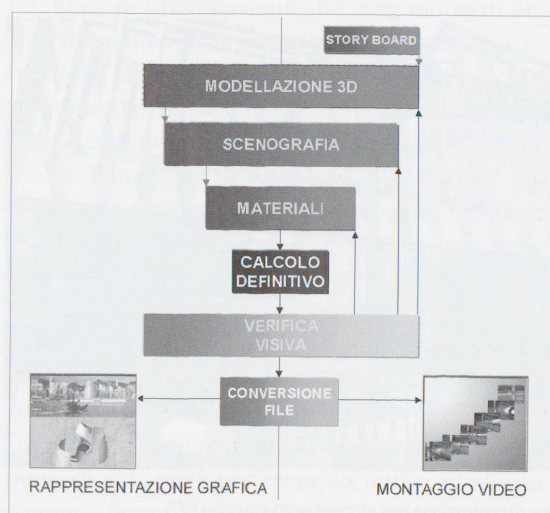 STORY BOARD
MODELLAZIONE 3D
SCENOGRAFIA
MATERIALI
CALCOLO
DEFINITIVO
VERIFICA
VISIVA
CONVERSIONE
FILE
RAPPRESENTAZIONE GRAFICA
MONTAGGIO VIDEO